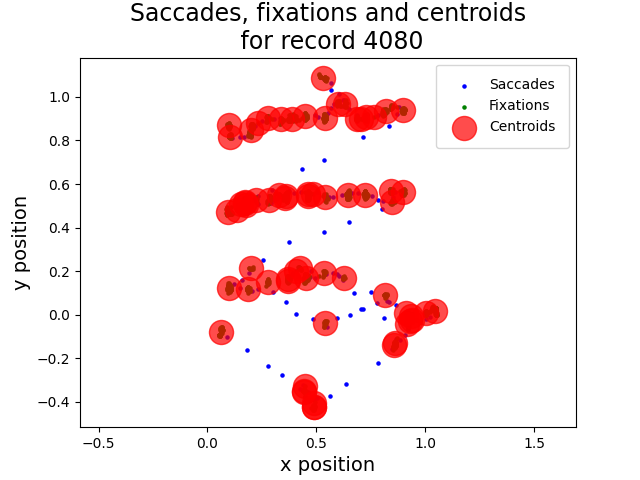 Saccades, fixations and centroids
for record 4080
Saccades
Fixations
Centroids
y position
1.0
0.8
0.6
0.4
0.2
0.0
−0.2
−0.4
−0.5
0.0
0.5
1.0
1.5
x position